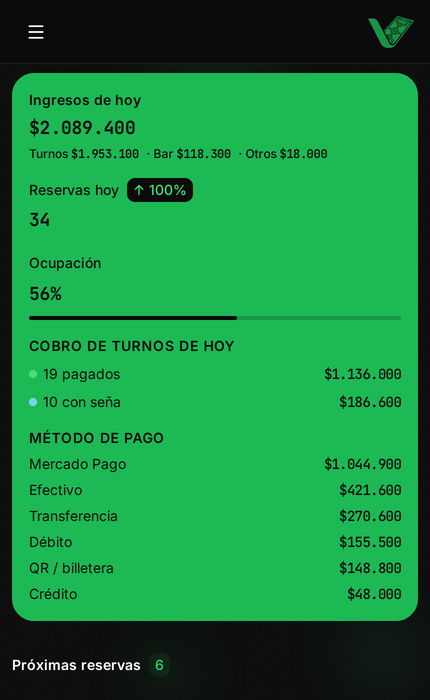 Ingresos de hoy
$2.089.400
Turnos $1.953.100 · Bar $118.300 · Otros $18.000
Reservas hoy ↑ 100%
34
Ocupación
56%
COBRO DE TURNOS DE HOY
19 pagados $1.136.000
10 con seña $186.600
MÉTODO DE PAGO
Mercado Pago $1.044.900
Efectivo $421.600
Transferencia $270.600
Débito $155.500
QR / billetera $148.800
Crédito $48.000
Próximas reservas 6